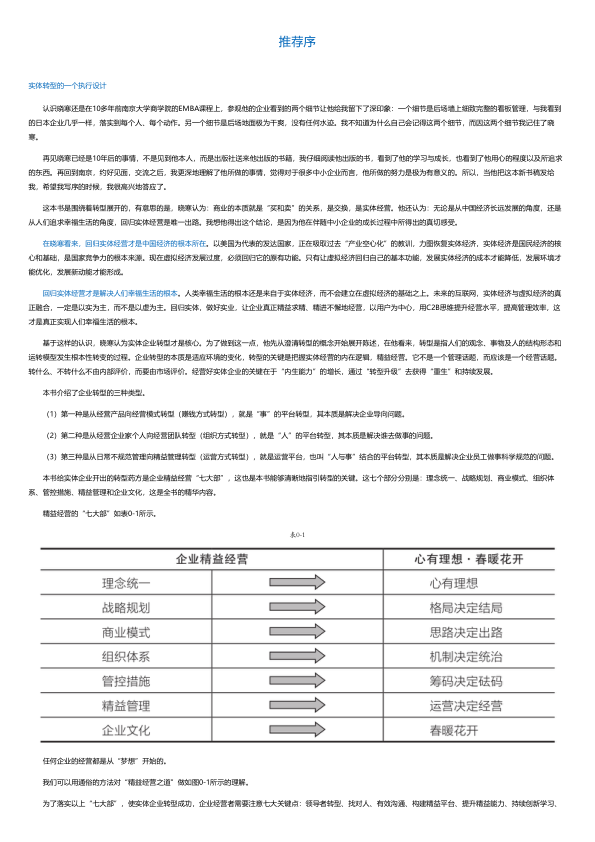 推荐序
实体转型的一个执行设计
认识晓寒还是在10多年前南京大学商学院的EMBA课程上，参观他的企业看到的两个细节让他给我留下了深印象：一个细节是后场墙上细致完整的看板管理，与我看到
的日本企业几乎一样，落实到每个人、每个动作。另一个细节是后场地面极为干爽，没有任何水迹。我不知道为什么自己会记得这两个细节，而因这两个细节我记住了晓
寒。
再见晓寒已经是10年后的事情，不是见到他本人，而是出版社送来他出版的书籍，我仔细阅读他出版的书，看到了他的学习与成长，也看到了他用心的程度以及所追求
的东西。再回到南京，约好见面，交流之后，我更深地理解了他所做的事情，觉得对于很多中小企业而言，他所做的努力是极为有意义的。所以，当他把这本新书稿发给
我，希望我写序的时候，我很高兴地答应了。
这本书是围绕着转型展开的，有意思的是，晓寒认为：商业的本质就是“买和卖”的关系，是交换，是实体经营。他还认为：无论是从中国经济长远发展的角度，还是
从人们追求幸福生活的角度，回归实体经营是唯一出路。我想他得出这个结论，是因为他在伴随中小企业的成长过程中所得出的真切感受。
在晓寒看来，回归实体经营才是中国经济的根本所在。以美国为代表的发达国家，正在吸取过去“产业空心化”的教训，力图恢复实体经济，实体经济是国民经济的核
心和基础，是国家竞争力的根本来源。现在虚拟经济发展过度，必须回归它的原有功能。只有让虚拟经济回归自己的基本功能，发展实体经济的成本才能降低，发展环境才
能优化，发展新动能才能形成。
回归实体经营才是解决人们幸福生活的根本。人类幸福生活的根本还是来自于实体经济，而不会建立在虚拟经济的基础之上。未来的互联网，实体经济与虚拟经济的真
正融合，一定是以实为主，而不是以虚为主。回归实体、做好实业，让企业真正精益求精、精进不懈地经营，以用户为中心，用C2B思维提升经营水平，提高管理效率，这
才是真正实现人们幸福生活的根本。
基于这样的认识，晓寒认为实体企业转型才是核心。为了做到这一点，他先从澄清转型的概念开始展开陈述，在他看来，转型是指人们的观念、事物及人的结构形态和
运转模型发生根本性转变的过程。企业转型的本质是适应环境的变化，转型的关键是把握实体经营的内在逻辑，精益经营。它不是一个管理话题，而应该是一个经营话题。
转什么、不转什么不由内部评价，而要由市场评价。经营好实体企业的关键在于“内生能力”的增长，通过“转型升级”去获得“重生”和持续发展。
本书介绍了企业转型的三种类型。
（1）第一种是从经营产品向经营模式转型（赚钱方式转型），就是“事”的平台转型，其本质是解决企业导向问题。
（2）第二种是从经营企业家个人向经营团队转型（组织方式转型），就是“人”的平台转型，其本质是解决谁去做事的问题。
（3）第三种是从日常不规范管理向精益管理转型（运营方式转型），就是运营平台，也叫“人与事”结合的平台转型，其本质是解决企业员工做事科学规范的问题。
本书给实体企业开出的转型药方是企业精益经营“七大部”，这也是本书能够清晰地指引转型的关键。这七个部分分别是：理念统一、战略规划、商业模式、组织体
系、管控措施、精益管理和企业文化，这是全书的精华内容。
精益经营的“七大部”如表0-1所示。
表0-1
企业精益经营 心有理想·春暖花开
理念统一 心有理想
战略规划 格局决定结局
商业模式 思路决定出路
组织体系 机制决定统治
管控措施 筹码决定砝码
精益管理 运营决定经营
企业文化 春暖花开
任何企业的经营都是从“梦想”开始的。
我们可以用通俗的方法对“精益经营之道”做如图0-1所示的理解。
为了落实以上“七大部”，使实体企业转型成功，企业经营者需要注意七大关键点：领导者转型、找对人、有效沟通、构建精益平台、提升精益能力、持续创新学习、